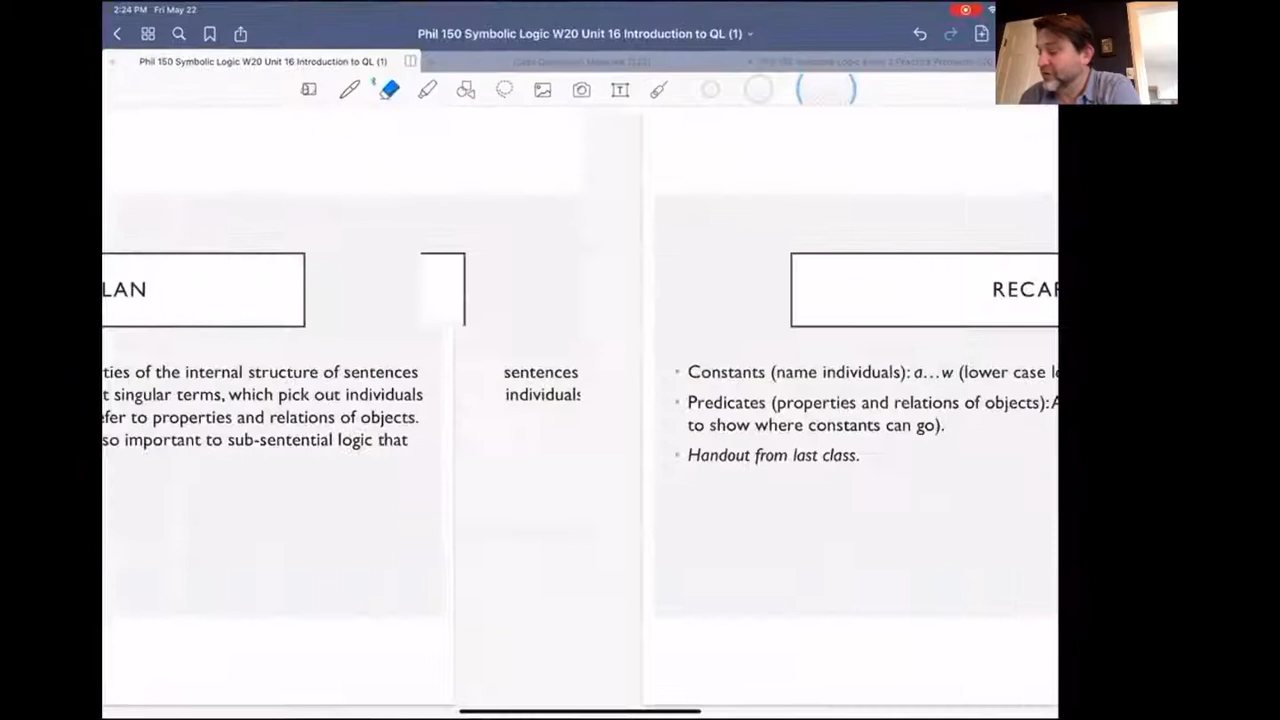 2:24 PM Fri May 22
Phil 150 Symbolic Logic W20 Unit 16 Introduction to QL (1)
Phil 150 Symbolic Logic W20 Unit 16 Introduction to QL (1)
LAN
ties of the internal structure of sentences
t singular terms, which pick out individuals
efer to properties and relations of objects.
so important to sub-sentential logic that
sentences
individuals
RECAP
Constants (name individuals): a…w (lower case l
Predicates (properties and relations of objects): A
to show where constants can go).
Handout from last class.